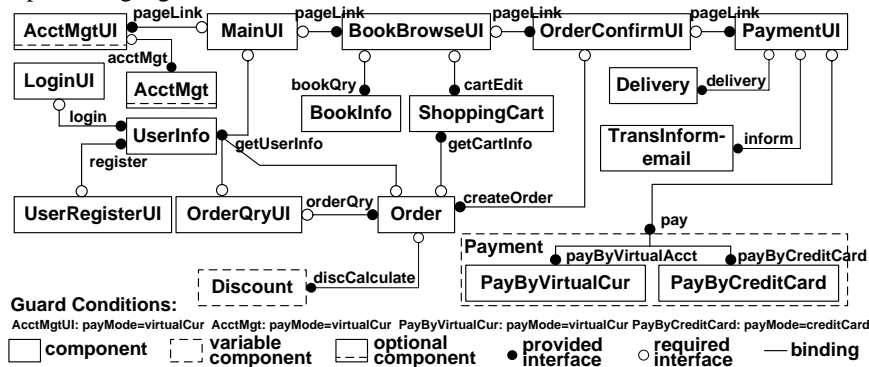 pageLink pageLink pageLink pageLink
AcctMgtUI MainUI BookBrowseUI OrderConfirmUI PaymentUI
acctMgt
LoginUI AcctMgt bookQry cartEdit Delivery delivery
BookInfo ShoppingCart
login UserInfo getUserInfo getCartInfo TransInform-email inform
register
UserRegisterUI OrderQryUI orderQry Order createOrder
pay
Payment payByVirtualAcct payByCreditCard
Discount discCalculate PayByVirtualCur PayByCreditCard
Guard Conditions:
AcctMgtUI: payMode=virtualCur AcctMgt: payMode=virtualCur PayByVirtualCur: payMode=virtualCur PayByCreditCard: payMode=creditCard
component variable component optional component provided interface required interface binding